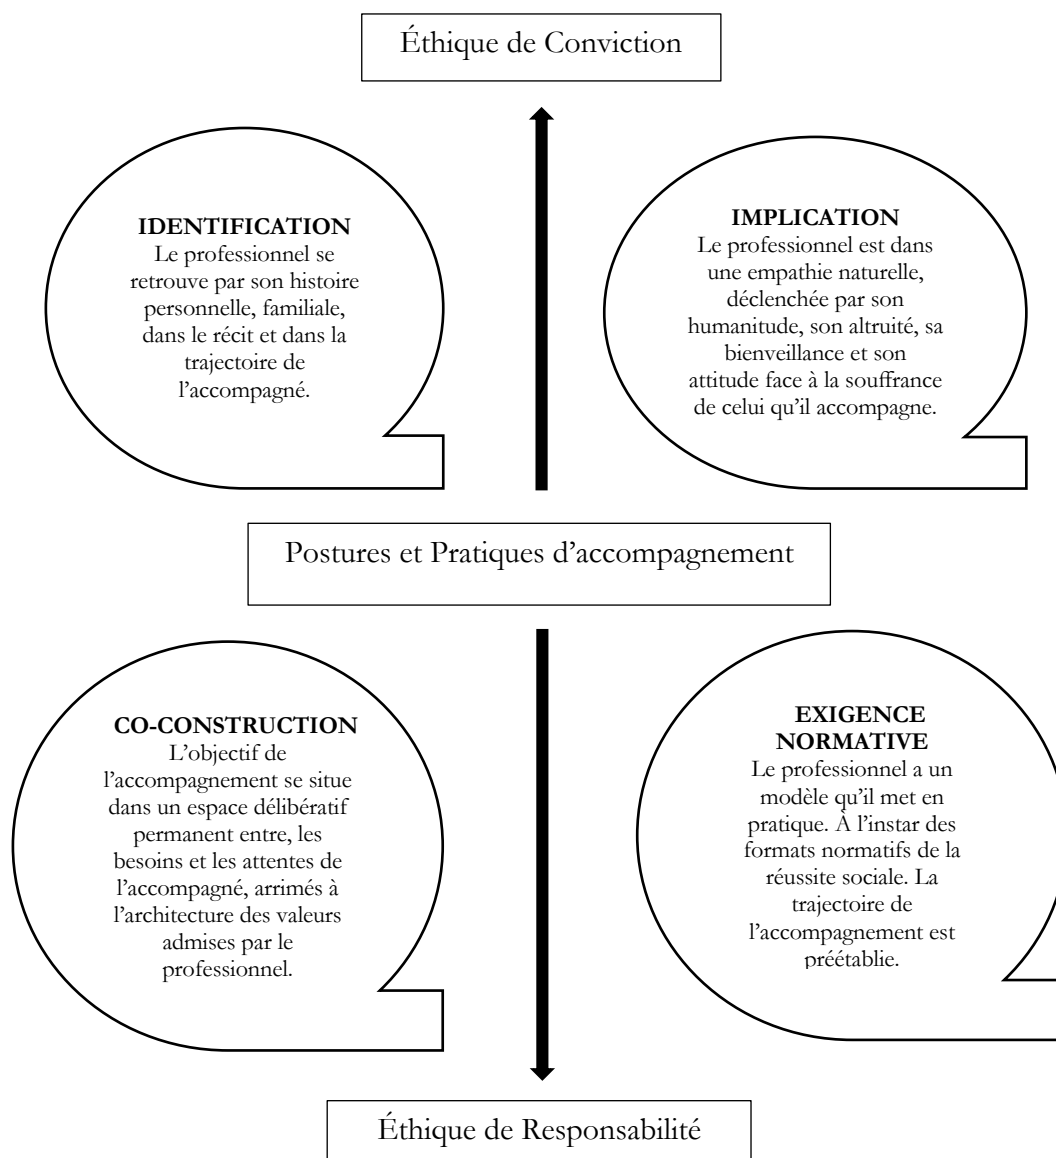 Éthique de Conviction
IDENTIFICATION
Le professionnel se
retrouve par son histoire
personnelle, familiale,
dans le récit et dans la
trajectoire de
l’accompagné.
IMPLICATION
Le professionnel est dans
une empathie naturelle,
déclenchée par son
humanitude, son altruité, sa
bienveillance et son
attitude face à la souffrance
de celui qu’il accompagne.
Postures et Pratiques d’accompagnement
CO-CONSTRUCTION
L’objectif de
l’accompagnement se situe
dans un espace délibératif
permanent entre, les
besoins et les attentes de
l’accompagné, arrimés à
l’architecture des valeurs
admises par le
professionnel.
EXIGENCE
NORMATIVE
Le professionnel a un
modèle qu’il met en
pratique. À l’instar des
formats normatifs de la
réussite sociale. La
trajectoire de
l’accompagnement est
préétablie.
Éthique de Responsabilité